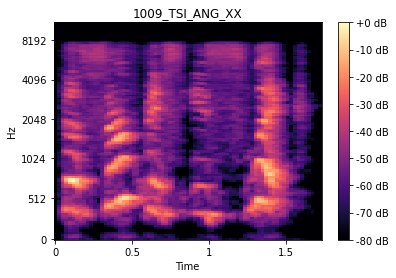 1009_TSI_ANG_XX
+0 dB
8192
-10 dB
4096
-20 dB
-30 dB
2048
Hz
-40 dB
1024
-50 dB
512
-60 dB
-70 dB
0
-80 dB
0
0.5
1
1.5
Time